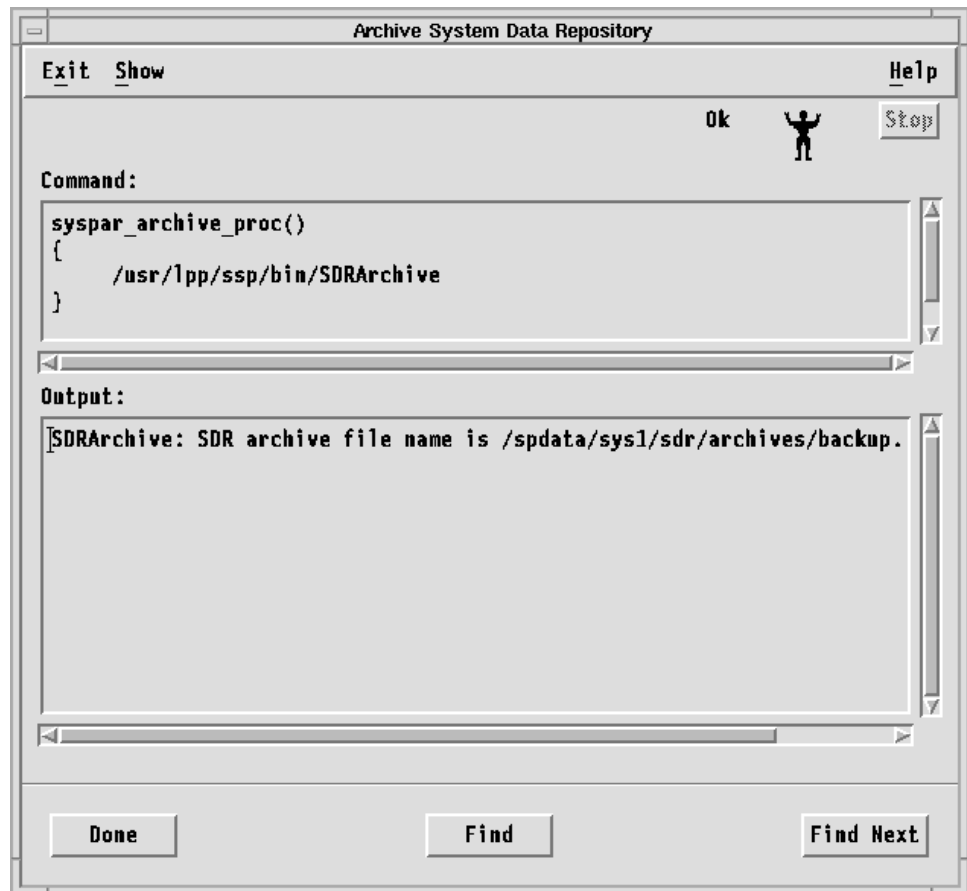 Archive System Data Repository
Exit Show Help
Ok Stop
Command:
syspar_archive_proc()
{
/usr/lpp/ssp/bin/SDRArchive
}
Output:
SDRArchive: SDR archive file name is /spdata/sys1/sdr/archives/backup.
Done Find Find Next